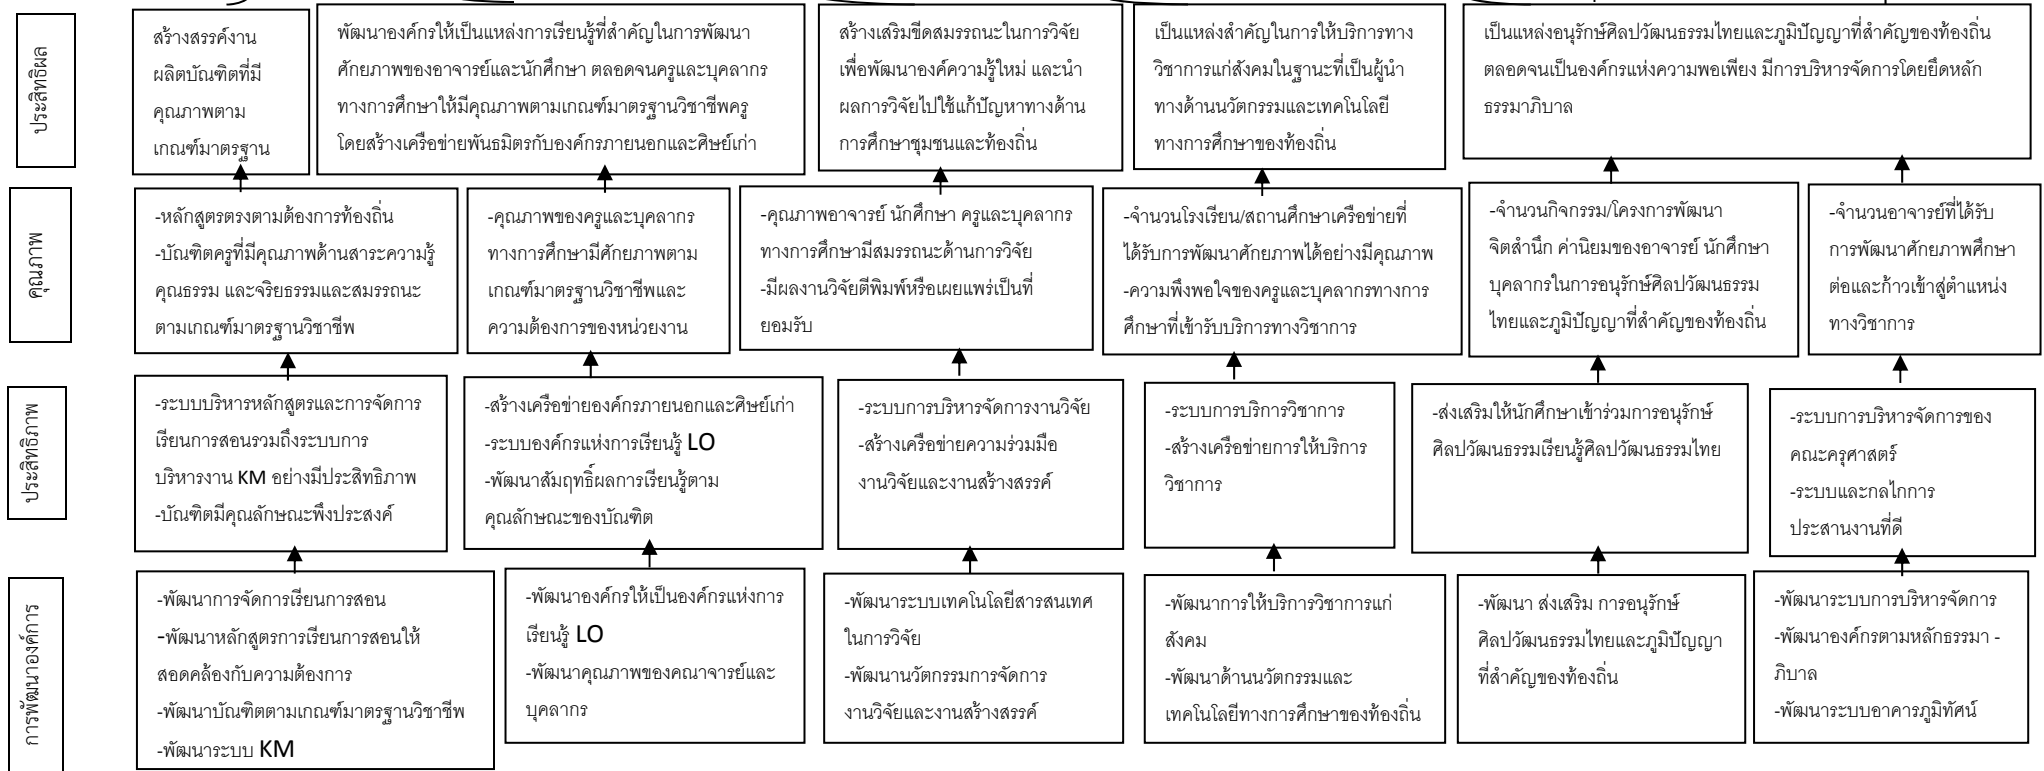 ประสิทธิผล
สร้างสรรค์งาน
ผลิตบัณฑิตที่มี
คุณภาพตาม
เกณฑ์มาตรฐาน
พัฒนาองค์กรให้เป็นแหล่งการเรียนรู้ที่สำคัญในการพัฒนา
ศักยภาพของอาจารย์และนักศึกษา ตลอดจนครูและบุคลากร
ทางการศึกษาให้มีคุณภาพตามเกณฑ์มาตรฐานวิชาชีพครู
โดยสร้างเครือข่ายพันธมิตรกับองค์กรภายนอกและศิษย์เก่า
สร้างเสริมขีดสมรรถนะในการวิจัย
เพื่อพัฒนาองค์ความรู้ใหม่ และนำ
ผลการวิจัยไปใช้แก้ปัญหาทางด้าน
การศึกษาชุมชนและท้องถิ่น
เป็นแหล่งสำคัญในการให้บริการทาง
วิชาการแก่สังคมในฐานะที่เป็นผู้นำ
ทางด้านนวัตกรรมและเทคโนโลยี
ทางการศึกษาของท้องถิ่น
เป็นแหล่งอนุรักษ์ศิลปวัฒนธรรมไทยและภูมิปัญญาที่สำคัญของท้องถิ่น
ตลอดจนเป็นองค์กรแห่งความพอเพียง มีการบริหารจัดการโดยยึดหลัก
ธรรมาภิบาล
คุณภาพ
-หลักสูตรตรงตามต้องการท้องถิ่น
-บัณฑิตครูที่มีคุณภาพด้านสาระความรู้
คุณธรรม และจริยธรรมและสมรรถนะ
ตามเกณฑ์มาตรฐานวิชาชีพ
-คุณภาพของครูและบุคลากร
ทางการศึกษามีศักยภาพตาม
เกณฑ์มาตรฐานวิชาชีพและ
ความต้องการของหน่วยงาน
-คุณภาพอาจารย์ นักศึกษา ครูและบุคลากร
ทางการศึกษามีสมรรถนะด้านการวิจัย
-มีผลงานวิจัยตีพิมพ์หรือเผยแพร่เป็นที่
ยอมรับ
-จำนวนโรงเรียน/สถานศึกษาเครือข่ายที่
ได้รับการพัฒนาศักยภาพได้อย่างมีคุณภาพ
-ความพึงพอใจของครูและบุคลากรทางการ
ศึกษาที่เข้ารับบริการทางวิชาการ
-จำนวนกิจกรรม/โครงการพัฒนา
จิตสำนึก ค่านิยมของอาจารย์ นักศึกษา
บุคลากรในการอนุรักษ์ศิลปวัฒนธรรม
ไทยและภูมิปัญญาที่สำคัญของท้องถิ่น
-จำนวนอาจารย์ที่ได้รับ
การพัฒนาศักยภาพศึกษา
ต่อและก้าวเข้าสู่ตำแหน่ง
ทางวิชาการ
ประสิทธิภาพ
-ระบบบริหารหลักสูตรและการจัดการ
เรียนการสอนรวมถึงระบบการ
บริหารงาน KM อย่างมีประสิทธิภาพ
-บัณฑิตมีคุณลักษณะพึงประสงค์
-สร้างเครือข่ายองค์กรภายนอกและศิษย์เก่า
-ระบบองค์กรแห่งการเรียนรู้ LO
-พัฒนาสัมฤทธิ์ผลการเรียนรู้ตาม
คุณลักษณะของบัณฑิต
-ระบบการบริหารจัดการงานวิจัย
-สร้างเครือข่ายความร่วมมือ
งานวิจัยและงานสร้างสรรค์
-ระบบการบริการวิชาการ
-สร้างเครือข่ายการให้บริการ
วิชาการ
-ส่งเสริมให้นักศึกษาเข้าร่วมการอนุรักษ์
ศิลปวัฒนธรรมเรียนรู้ศิลปวัฒนธรรมไทย
-ระบบการบริหารจัดการของ
คณะครุศาสตร์
-ระบบและกลไกการ
ประสานงานที่ดี
การพัฒนาองค์การ
-พัฒนาการจัดการเรียนการสอน
-พัฒนาหลักสูตรการเรียนการสอนให้
สอดคล้องกับความต้องการ
-พัฒนาบัณฑิตตามเกณฑ์มาตรฐานวิชาชีพ
-พัฒนาระบบ KM
-พัฒนาองค์กรให้เป็นองค์กรแห่งการ
เรียนรู้ LO
-พัฒนาคุณภาพของคณาจารย์และ
บุคลากร
-พัฒนาระบบเทคโนโลยีสารสนเทศ
ในการวิจัย
-พัฒนานวัตกรรมการจัดการ
งานวิจัยและงานสร้างสรรค์
-พัฒนาการให้บริการวิชาการแก่
สังคม
-พัฒนาด้านนวัตกรรมและ
เทคโนโลยีทางการศึกษาของท้องถิ่น
-พัฒนา ส่งเสริม การอนุรักษ์
ศิลปวัฒนธรรมไทยและภูมิปัญญา
ที่สำคัญของท้องถิ่น
-พัฒนาระบบการบริหารจัดการ
-พัฒนาองค์กรตามหลักธรรมา -
ภิบาล
-พัฒนาระบบอาคารภูมิทัศน์